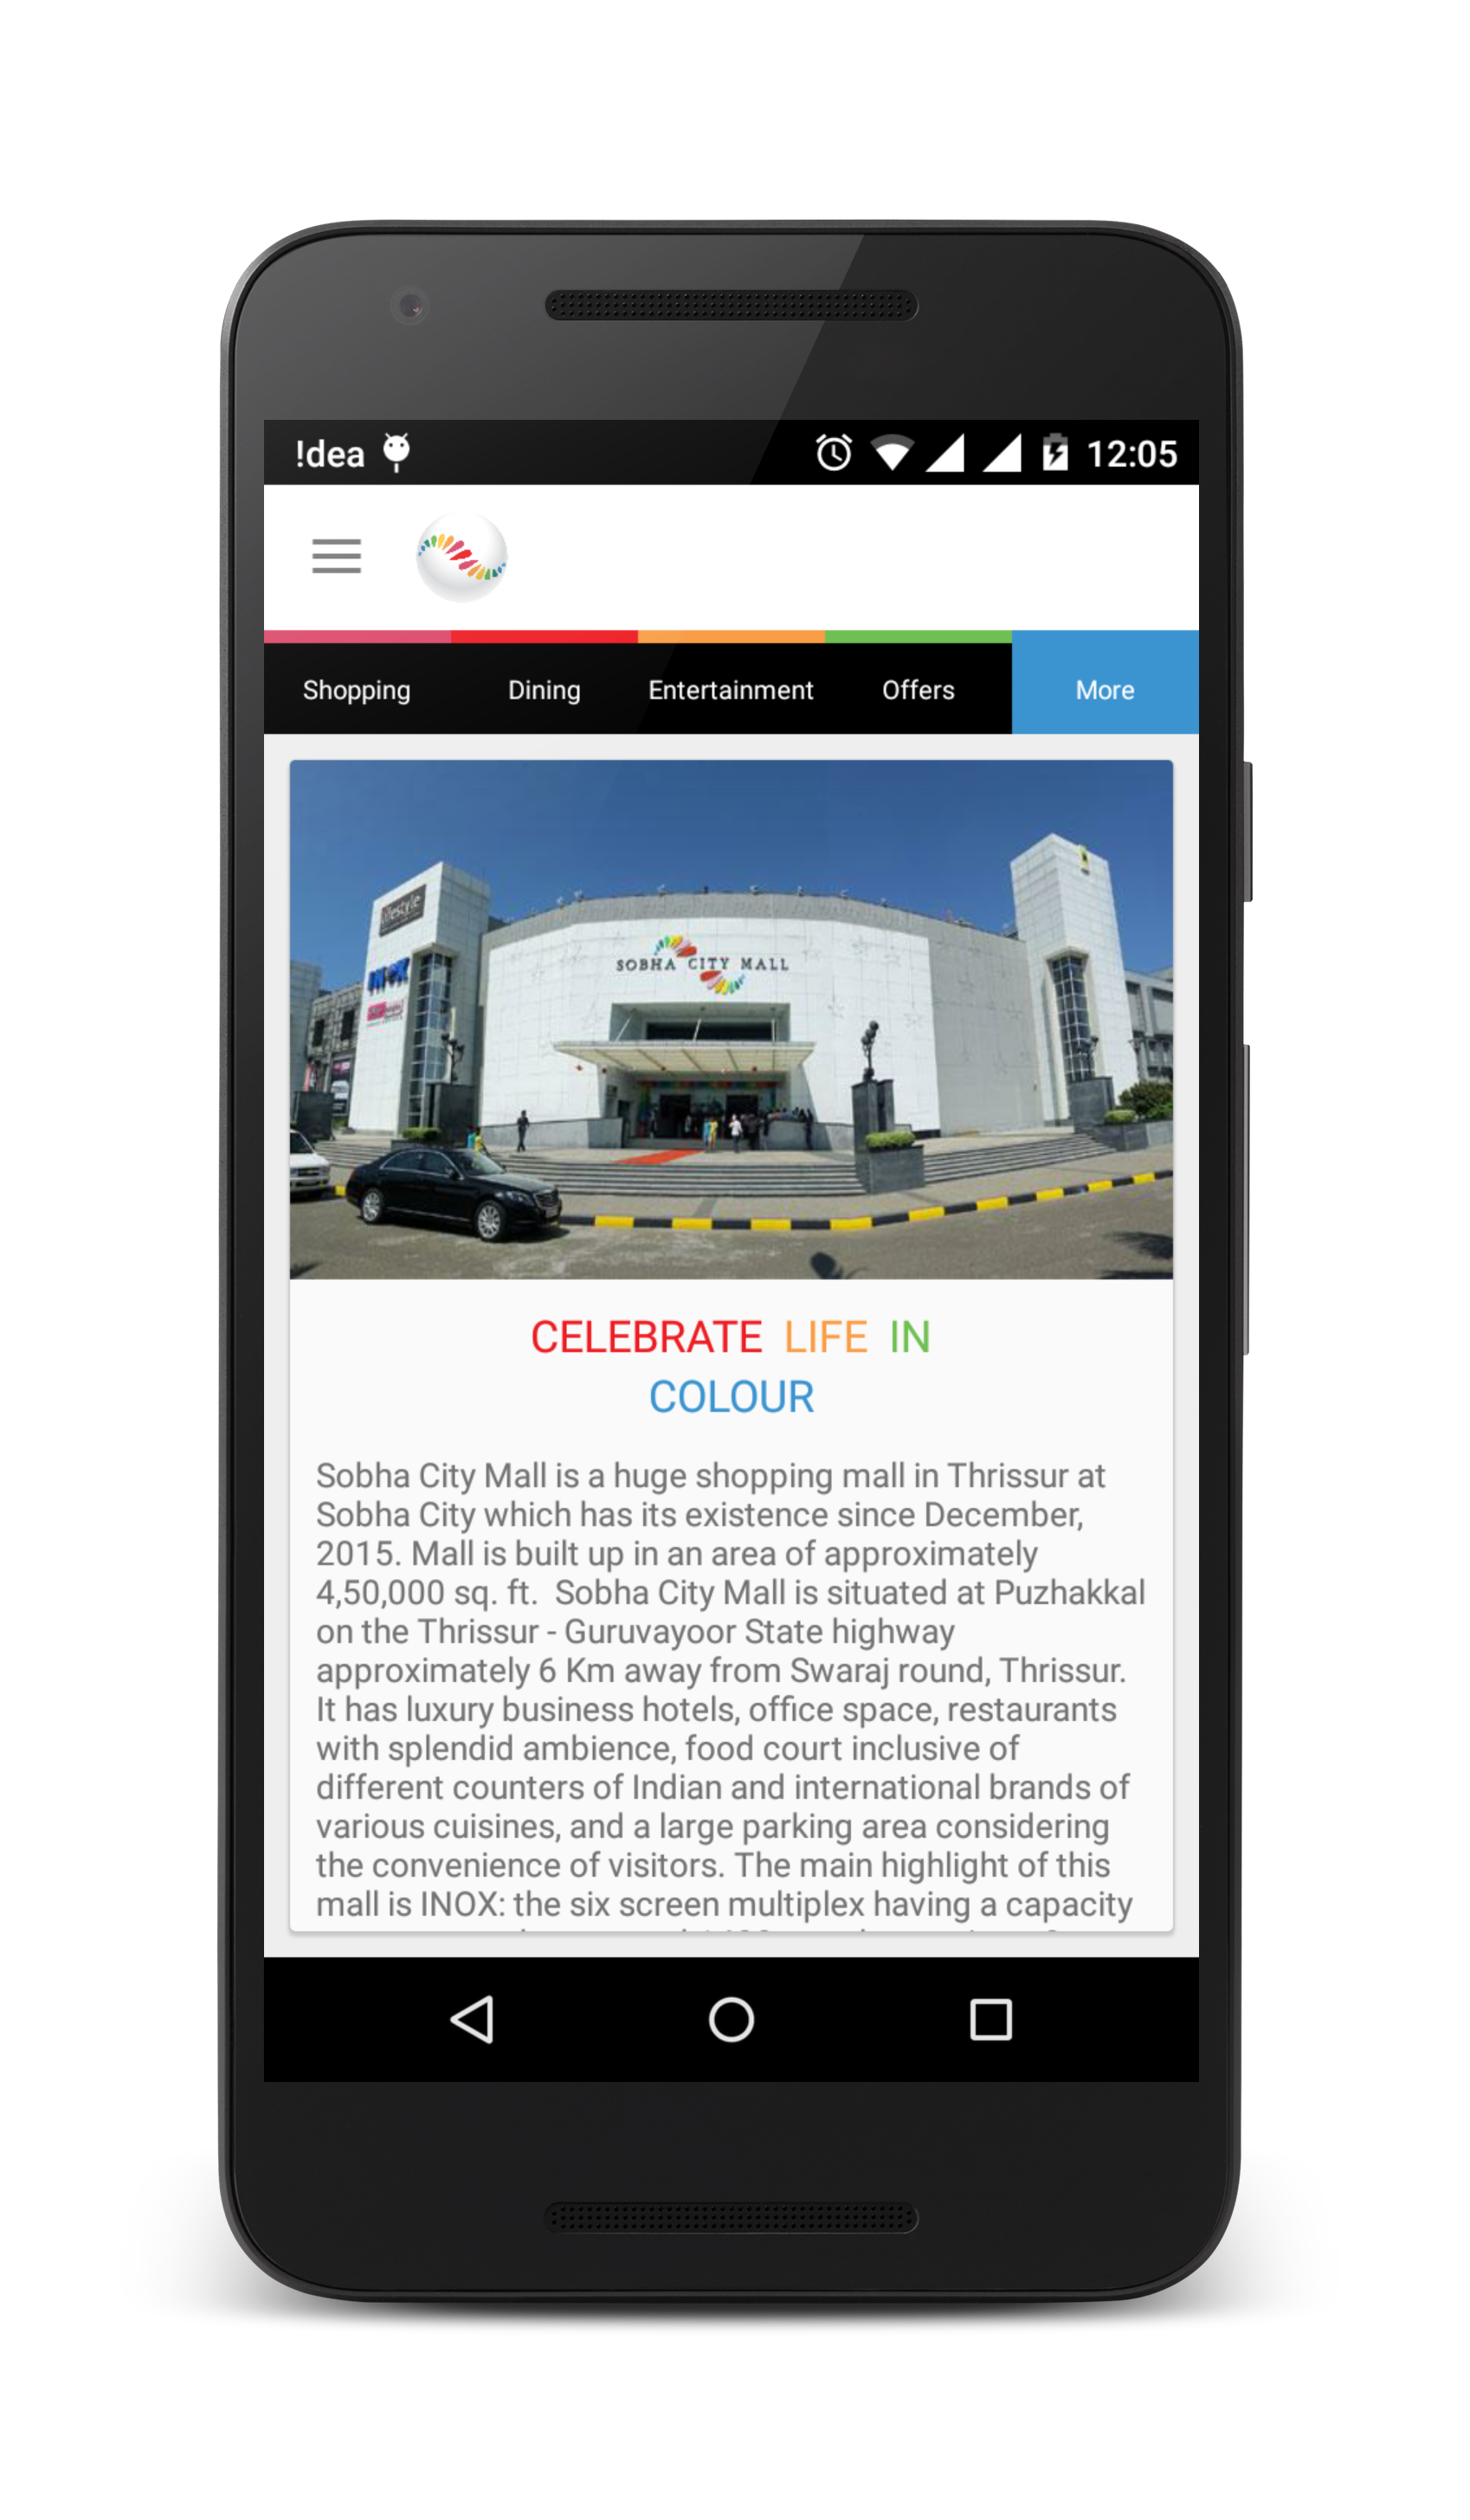 !dea 12:05
Shopping Dining Entertainment Offers More
lifestyle
INOX
SOBHA CITY MALL
CELEBRATE LIFE IN
COLOUR
Sobha City Mall is a huge shopping mall in Thrissur at
Sobha City which has its existence since December,
2015. Mall is built up in an area of approximately
4,50,000 sq. ft. Sobha City Mall is situated at Puzhakkal
on the Thrissur - Guruvayoor State highway
approximately 6 Km away from Swaraj round, Thrissur.
It has luxury business hotels, office space, restaurants
with splendid ambience, food court inclusive of
different counters of Indian and international brands of
various cuisines, and a large parking area considering
the convenience of visitors. The main highlight of this
mall is INOX: the six screen multiplex having a capacity